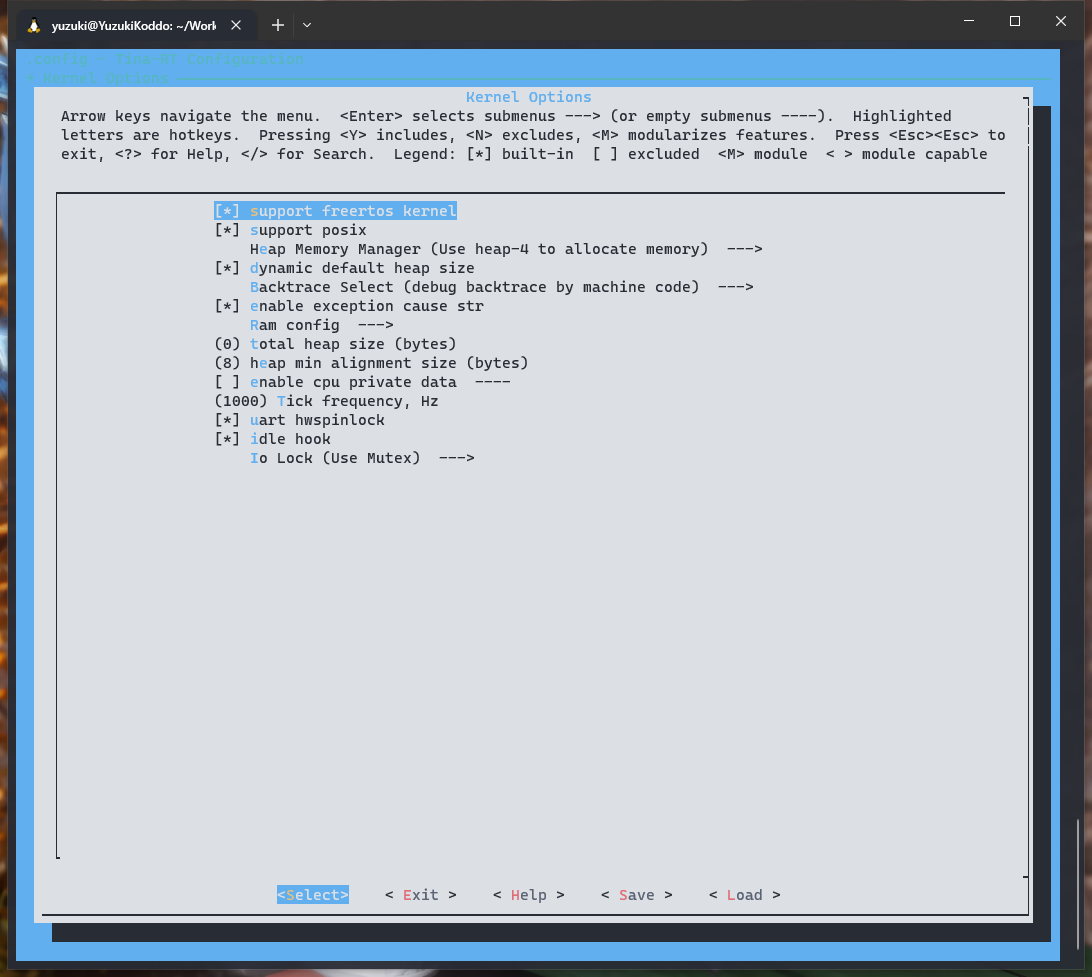 yuzuki@YuzukiKoddo: ~/Work
.config - Tina-RT Configuration
> Kernel Options
Kernel Options
Arrow keys navigate the menu.  <Enter> selects submenus ---> (or empty submenus ----).  Highlighted
letters are hotkeys.  Pressing <Y> includes, <N> excludes, <M> modularizes features.  Press <Esc><Esc> to
exit, <?> for Help, </> for Search.  Legend: [*] built-in  [ ] excluded  <M> module  < > module capable
[*] support freertos kernel
[*] support posix
Heap Memory Manager (Use heap-4 to allocate memory)  --->
[*] dynamic default heap size
Backtrace Select (debug backtrace by machine code)  --->
[*] enable exception cause str
Ram config  --->
(0) total heap size (bytes)
(8) heap min alignment size (bytes)
[ ] enable cpu private data  ----
(1000) Tick frequency, Hz
[*] uart hwspinlock
[*] idle hook
Io Lock (Use Mutex)  --->
<Select>    < Exit >    < Help >    < Save >    < Load >